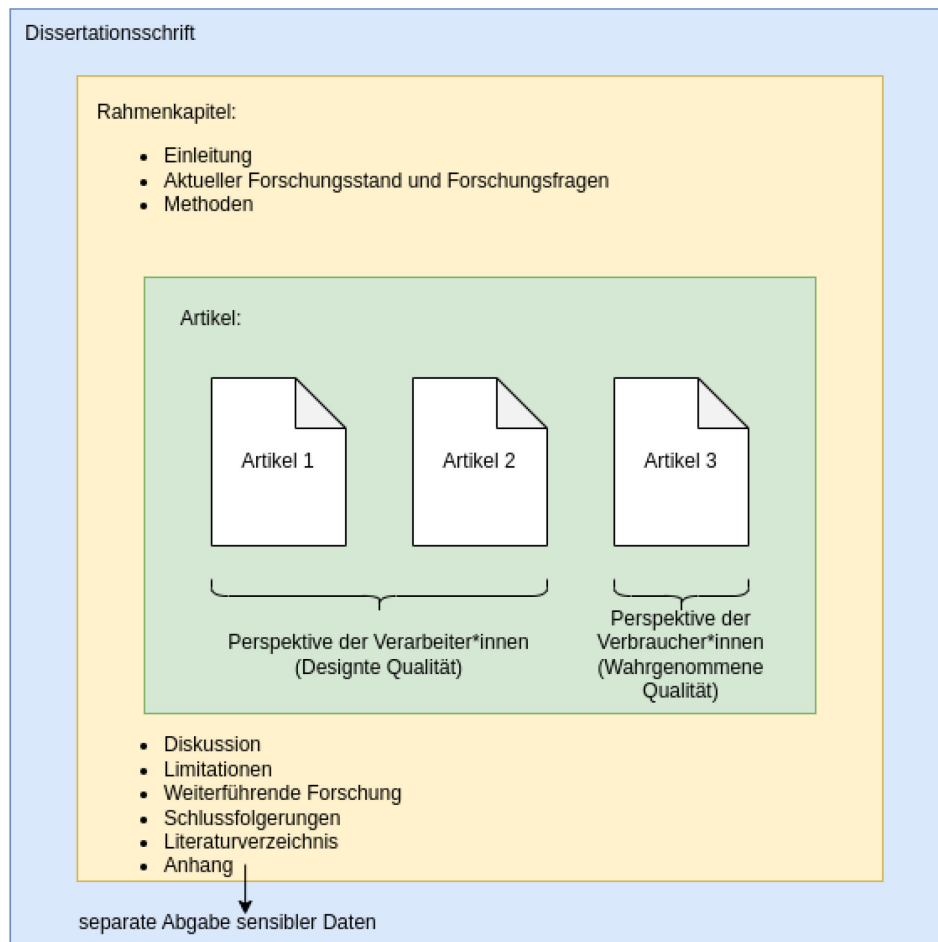 Dissertationsschrift
Rahmenkapitel:
• Einleitung
• Aktueller Forschungsstand und Forschungsfragen
• Methoden
Artikel:
Artikel 1
Artikel 2
Artikel 3
Perspektive der Verarbeiter*innen
(Designte Qualität)
Perspektive der
Verbraucher*innen
(Wahrgenommene
Qualität)
• Diskussion
• Limitationen
• Weiterführende Forschung
• Schlussfolgerungen
• Literaturverzeichnis
• Anhang
separate Abgabe sensibler Daten